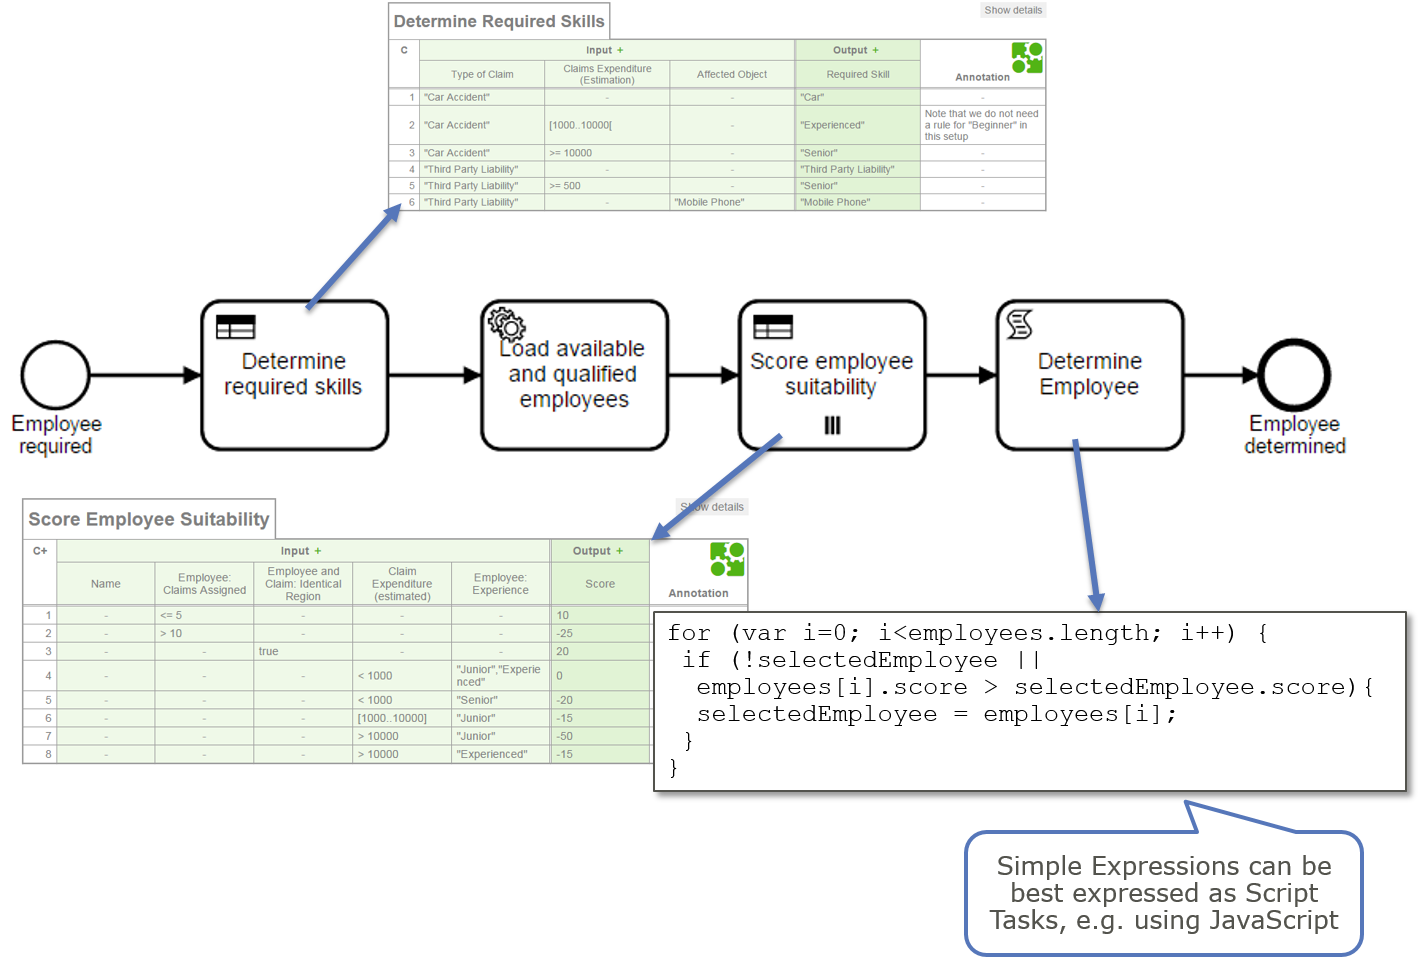 Determine Required Skills
Show details
C
Input +
Output +
Type of Claim
Claims Expenditure
(Estimation)
Affected Object
Required Skill
Annotation
1 "Car Accident" - - "Car" -
2 "Car Accident" [1000..10000[ - "Experienced" Note that we do not need
a rule for "Beginner" in
this setup
3 "Car Accident" >= 10000 - "Senior" -
4 "Third Party Liability" - - "Third Party Liability" -
5 "Third Party Liability" >= 500 - "Senior" -
6 "Third Party Liability" - "Mobile Phone" "Mobile Phone" -
Employee
required
Determine
required skills
Load available
and qualified
employees
Score employee
suitability
Determine
Employee
Employee
determined
Score Employee Suitability
Show details
C+
Input +
Output +
Name
Employee:
Claims Assigned
Employee and
Claim: Identical
Region
Claim
Expenditure
(estimated)
Employee:
Experience
Score
Annotation
1 - <= 5 - - - 10
2 - > 10 - - - -25
3 - - true - - 20
4 - - - < 1000 "Junior","Experie
nced" 0
5 - - - < 1000 "Senior" -20
6 - - - [1000..10000] "Junior" -15
7 - - - > 10000 "Junior" -50
8 - - - > 10000 "Experienced" -15
for (var i=0; i<employees.length; i++) {
if (!selectedEmployee ||
employees[i].score > selectedEmployee.score){
selectedEmployee = employees[i];
}
}
Simple Expressions can be
best expressed as Script
Tasks, e.g. using JavaScript